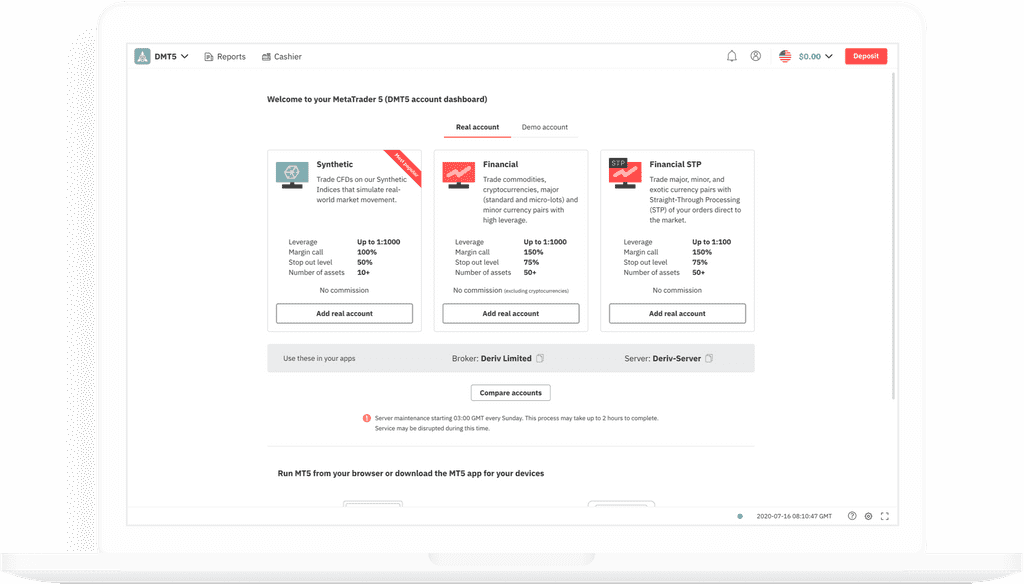 DMT5
Reports
Cashier
$0.00
Deposit
Welcome to your MetaTrader 5 (DMT5 account dashboard)
Real account
Demo account
Most popular
Synthetic
Trade CFDs on our Synthetic
Indices that simulate real-
world market movement.
Leverage Up to 1:1000
Margin call 100%
Stop out level 50%
Number of assets 10+
No commission
Add real account
Financial
Trade commodities,
cryptocurrencies, major
(standard and micro-lots) and
minor currency pairs with
high leverage.
Leverage Up to 1:1000
Margin call 150%
Stop out level 75%
Number of assets 50+
No commission (excluding cryptocurrencies)
Add real account
STP
Financial STP
Trade major, minor, and
exotic currency pairs with
Straight-Through Processing
(STP) of your orders direct to
the market.
Leverage Up to 1:100
Margin call 150%
Stop out level 75%
Number of assets 50+
No commission
Add real account
Use these in your apps
Broker: Deriv Limited
Server: Deriv-Server
Compare accounts
Server maintenance starting 03:00 GMT every Sunday. This process may take up to 2 hours to complete.
Service may be disrupted during this time.
Run MT5 from your browser or download the MT5 app for your devices
2020-07-16 08:10:47 GMT